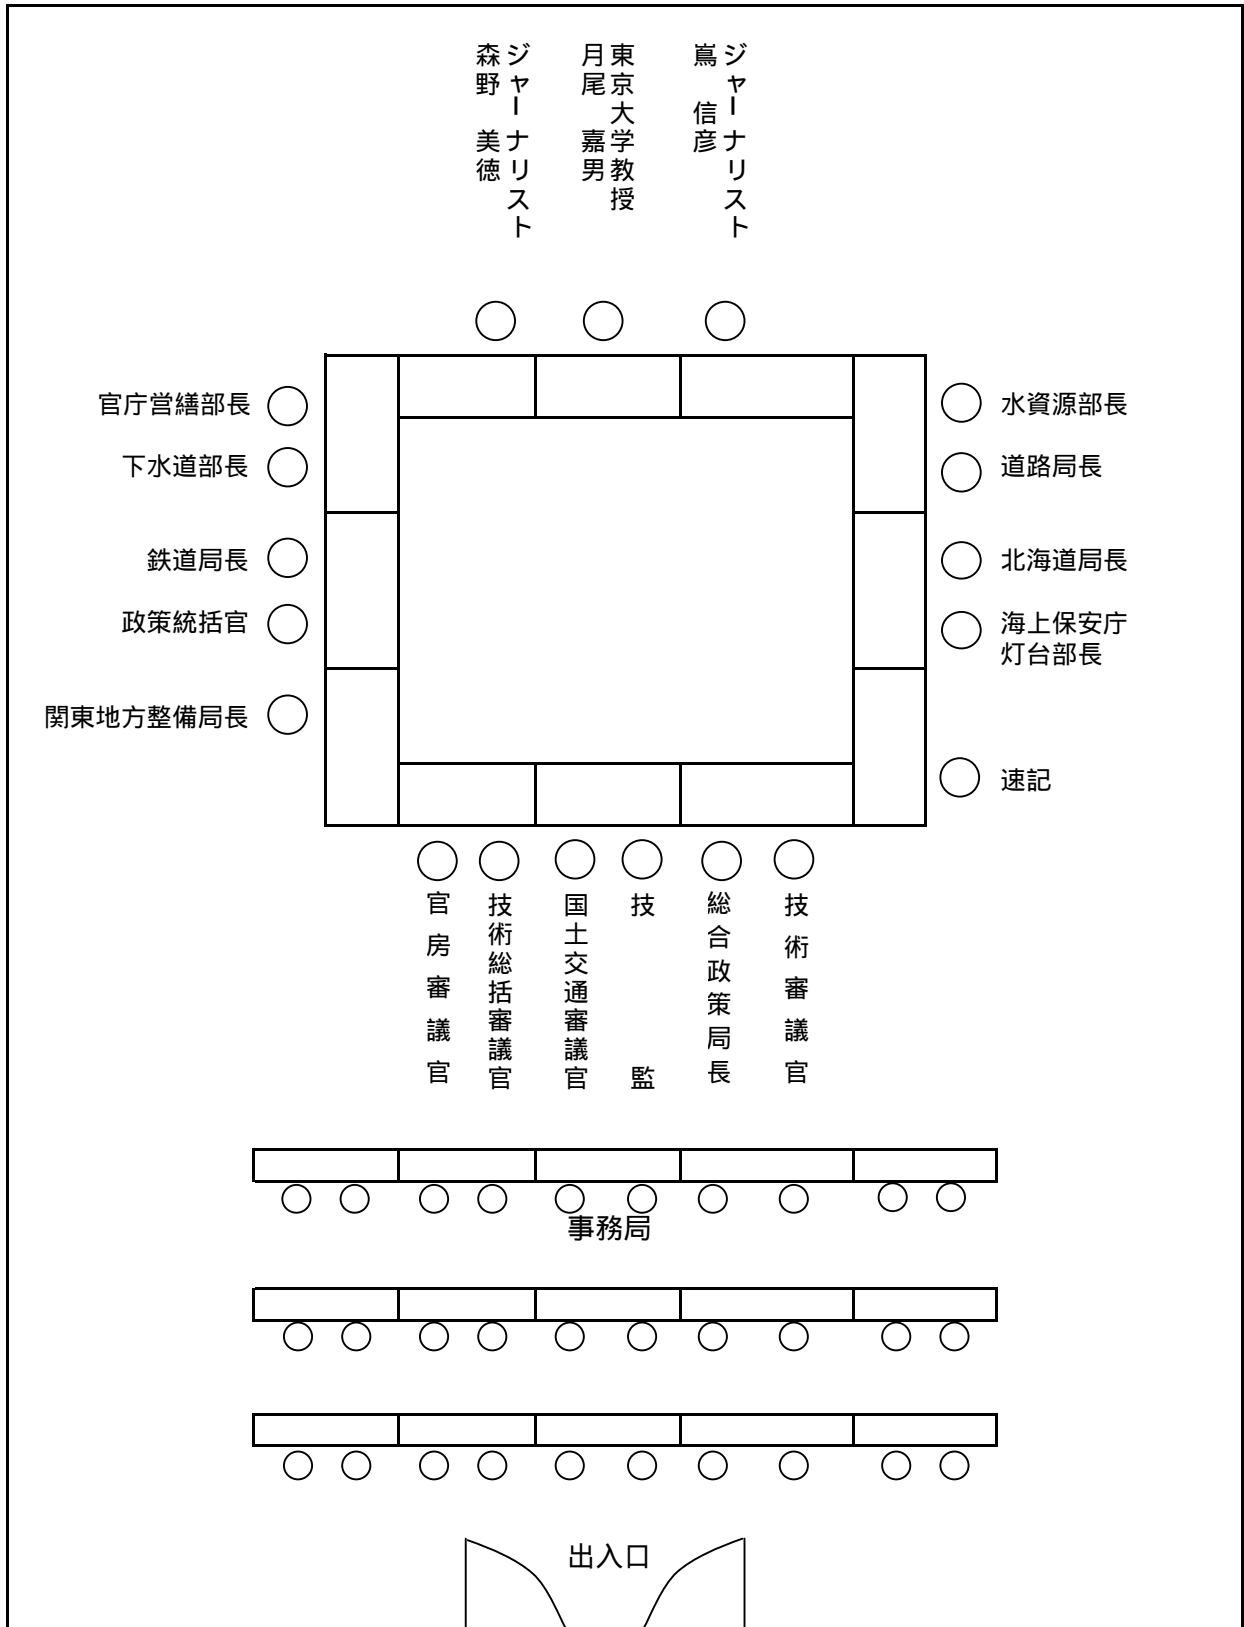 ジャーナリスト
嶌　信彦
東京大学教授
月尾　嘉男
ジャーナリスト
森野　美徳
官庁営繕部長
下水道部長
鉄道局長
政策統括官
関東地方整備局長
水資源部長
道路局長
北海道局長
海上保安庁
灯台部長
速記
技術審議官
総合政策局長
技　監
国土交通審議官
技術総括審議官
官房審議官
事務局
出入口